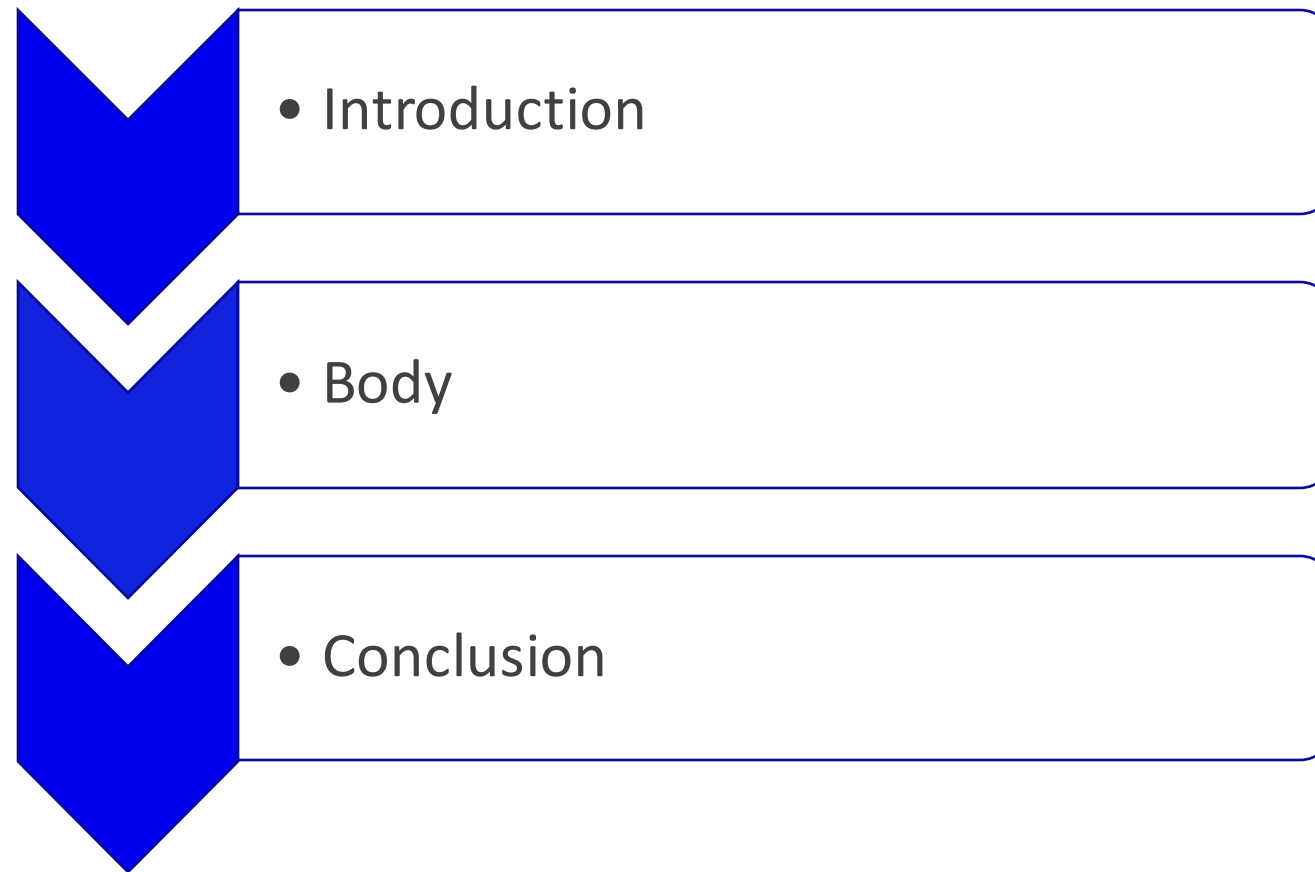 • Introduction
• Body
• Conclusion